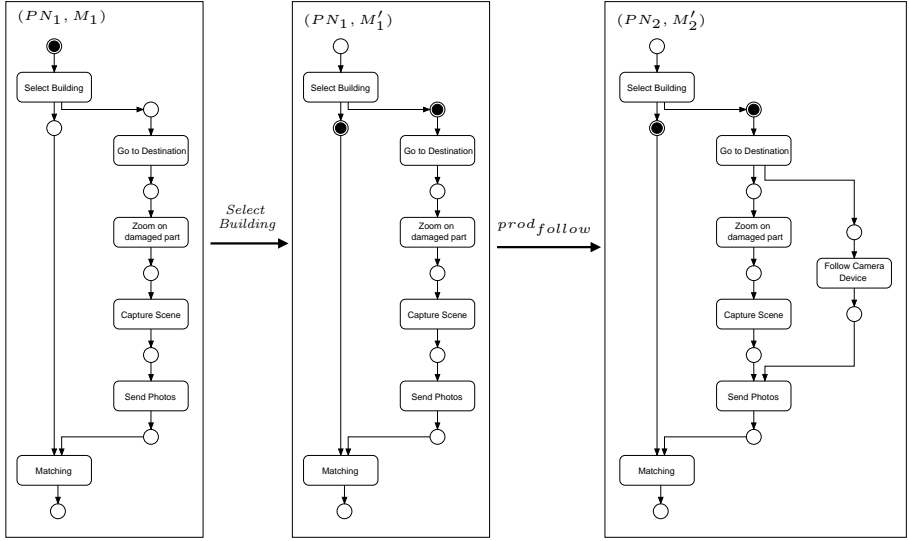 (PN₁, M₁)
Select Building
Go to Destination
Zoom on
damaged part
Capture Scene
Send Photos
Matching
Select
Building
(PN₁, M′₁)
Select Building
Go to Destination
Zoom on
damaged part
Capture Scene
Send Photos
Matching
prod follow
(PN₂, M′₂)
Select Building
Go to Destination
Zoom on
damaged part
Follow Camera
Device
Capture Scene
Send Photos
Matching